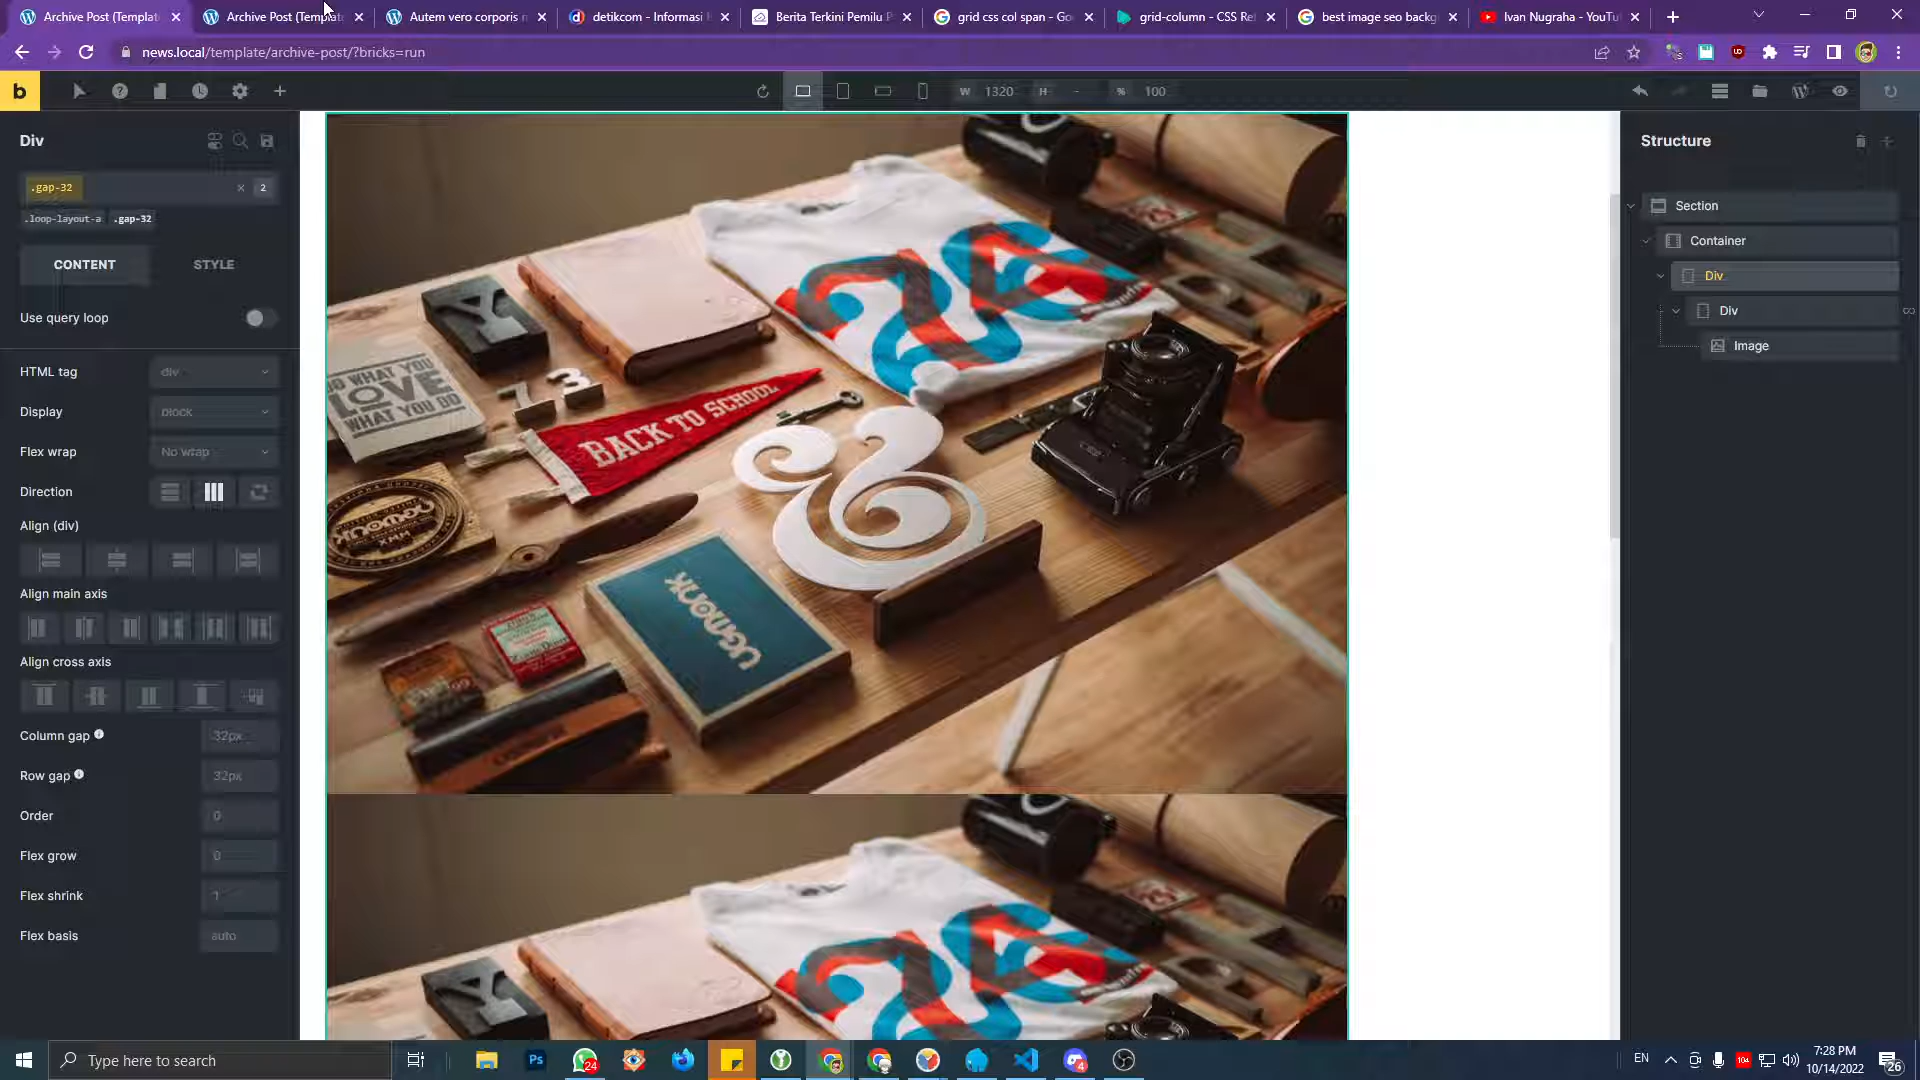 Archive Post (Templat
Archive Post (Templat
Autem vero corporis n
detikcom - Informasi
Berita Terkini Pemilu P
grid css col span - Go
grid-column - CSS Re
best image seo backg
Ivan Nugraha - YouTu
news.local/template/archive-post/?bricks=run
b
W
1320
H
-
%
100
Div
.gap-32
2
.loop-layout-a
.gap-32
CONTENT
STYLE
Use query loop
HTML tag
div
Display
Block
Flex wrap
No wrap
Direction
Align (div)
Align main axis
Align cross axis
Column gap
32px
Row gap
32px
Order
0
Flex grow
0
Flex shrink
1
Flex basis
auto
Y
73
WHAT YOU
LOVE
WHAT YOU DO
BACK TO SCHOOL
&
UGMONK
Y
Structure
Section
Container
Div
Div
Image
Type here to search
Ps
24
4
104
EN
7:28 PM
10/14/2022
26